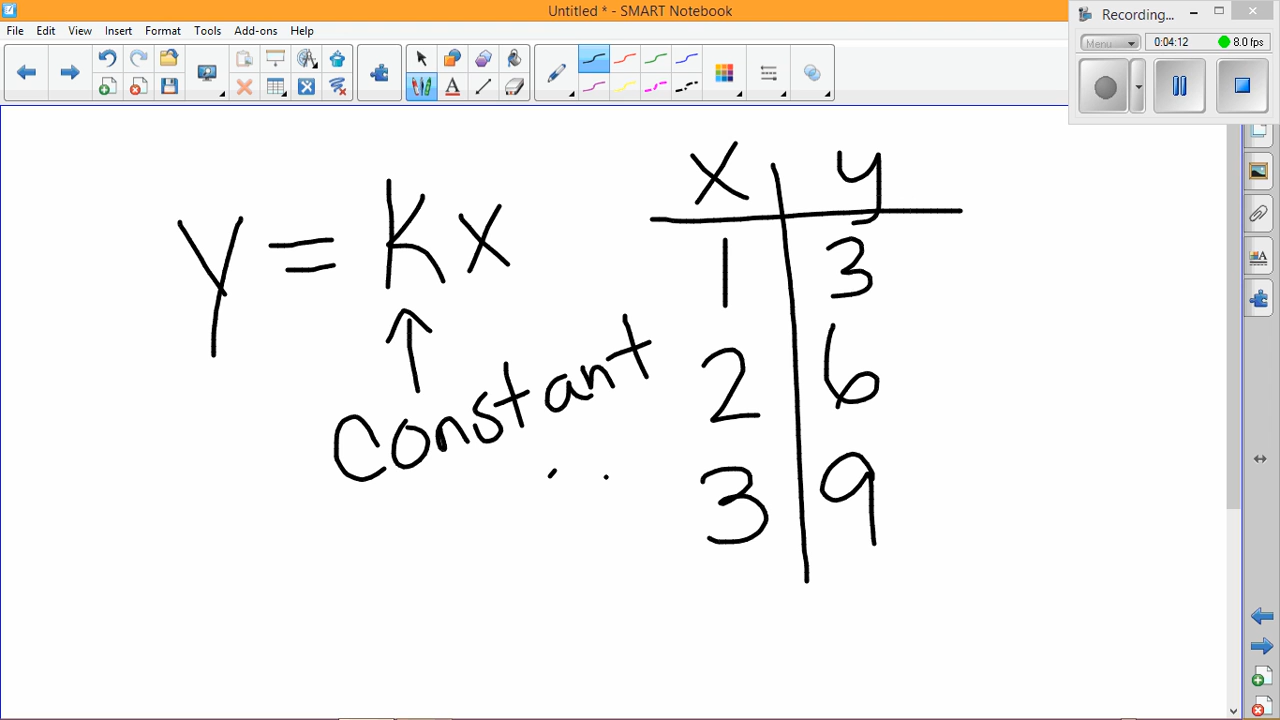 Untitled * - SMART Notebook
Recording...
File Edit View Insert Format Tools Add-ons Help
Menu 0:04:12 8.0 fps
x y
y = Kx
1 3
constant
2 6
3 9